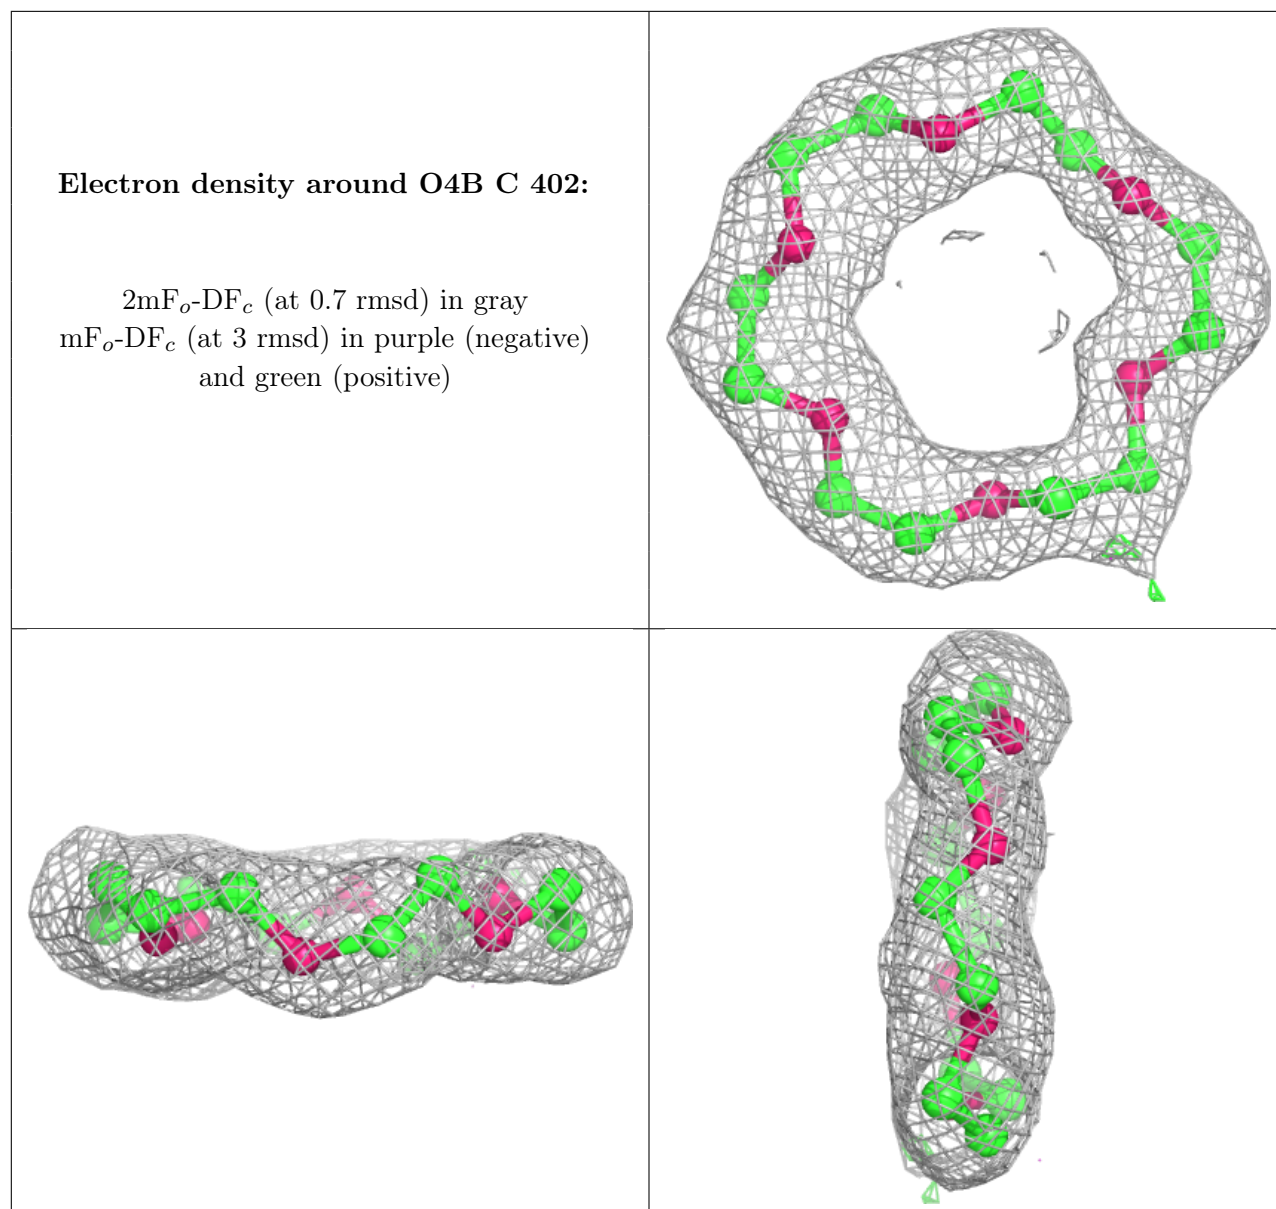 Electron density around O4B C 402:
2mFo-DFc (at 0.7 rmsd) in gray
mFo-DFc (at 3 rmsd) in purple (negative)
and green (positive)